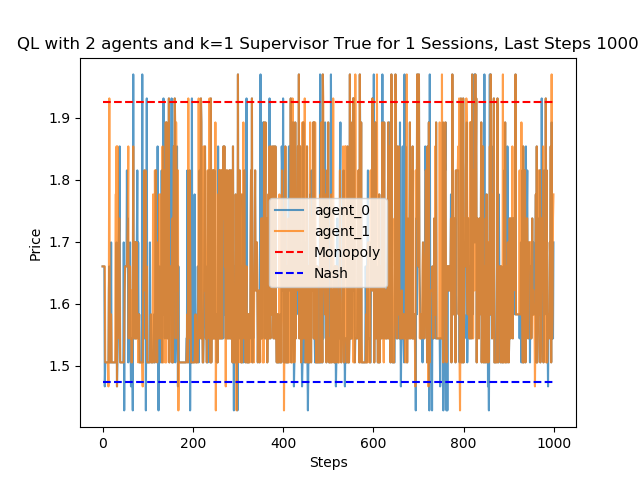 QL with 2 agents and k=1 Supervisor True for 1 Sessions, Last Steps 1000
1.9
1.8
1.7
1.6
1.5
Price
agent_0
agent_1
Monopoly
Nash
0 200 400 600 800 1000
Steps